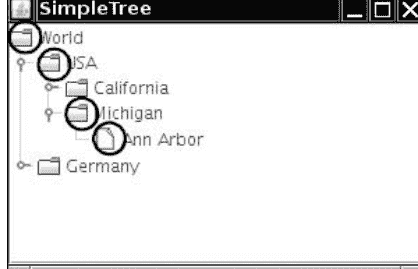 SimpleTree
World
USA
California
Michigan
Ann Arbor
Germany